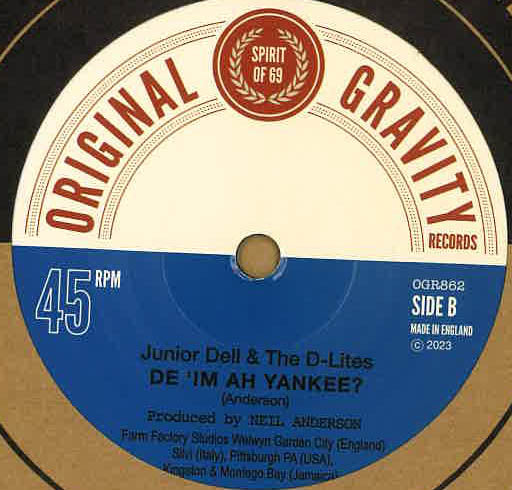 SPIRIT
OF 69
ORIGINAL GRAVITY
RECORDS
45 RPM
OGR862
SIDE B
MADE IN ENGLAND
© 2023
Junior Dell & The D-Lites
DE 'IM AH YANKEE?
(Anderson)
Produced by NEIL ANDERSON
Farm Factory Studios Welwyn Garden City (England)
Silvi (Italy), Pittsburgh PA (USA),
Kingston & Montego Bay (Jamaica)